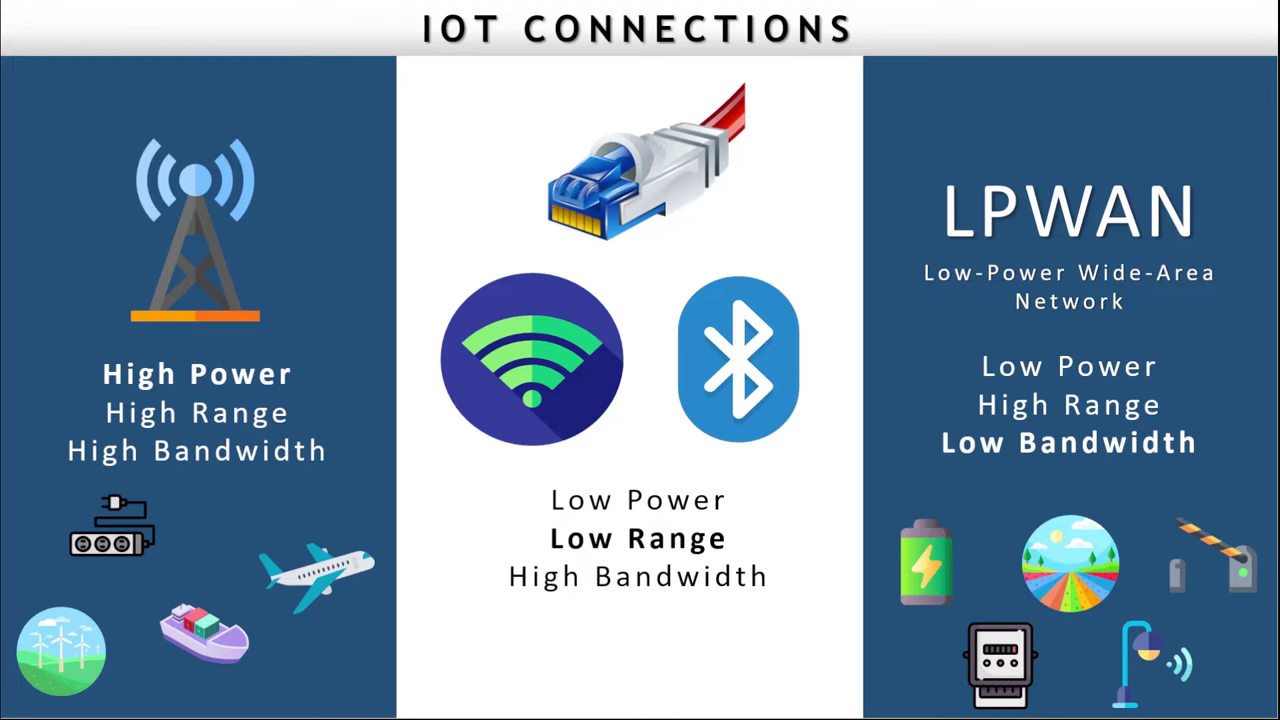 IOT CONNECTIONS
High Power
High Range
High Bandwidth
Low Power
Low Range
High Bandwidth
LPWAN
Low-Power Wide-Area
Network
Low Power
High Range
Low Bandwidth